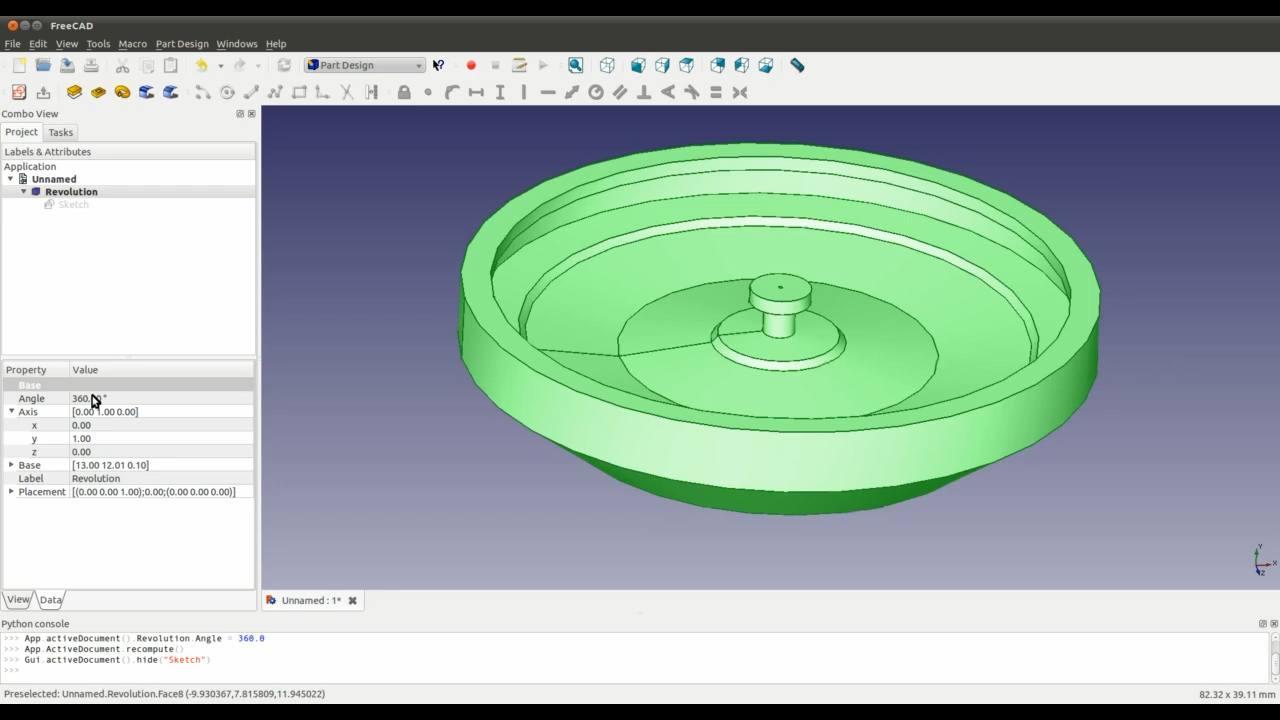 FreeCAD
File Edit View Tools Macro Part Design Windows Help
Part Design
Combo View
Project Tasks
Labels & Attributes
Application
Unnamed
Revolution
Sketch
Property Value
Base
Angle
Axis [0.00 1.00 0.00]
x 0.00
y 1.00
z 0.00
Base [13.00 12.01 0.10]
Label Revolution
Placement [(0.00 0.00 1.00);0.00;(0.00 0.00 0.00)]
View Data
Unnamed : 1*
Python console
>>> App.activeDocument().Revolution.Angle = 360.0
>>> App.ActiveDocument.recompute()
>>> Gui.activeDocument().hide("Sketch")
>>>
Y
X
Z
Preselected: Unnamed.Revolution.Face8 (-9.930367,7.815809,11.945022) 82.32 x 39.11 mm